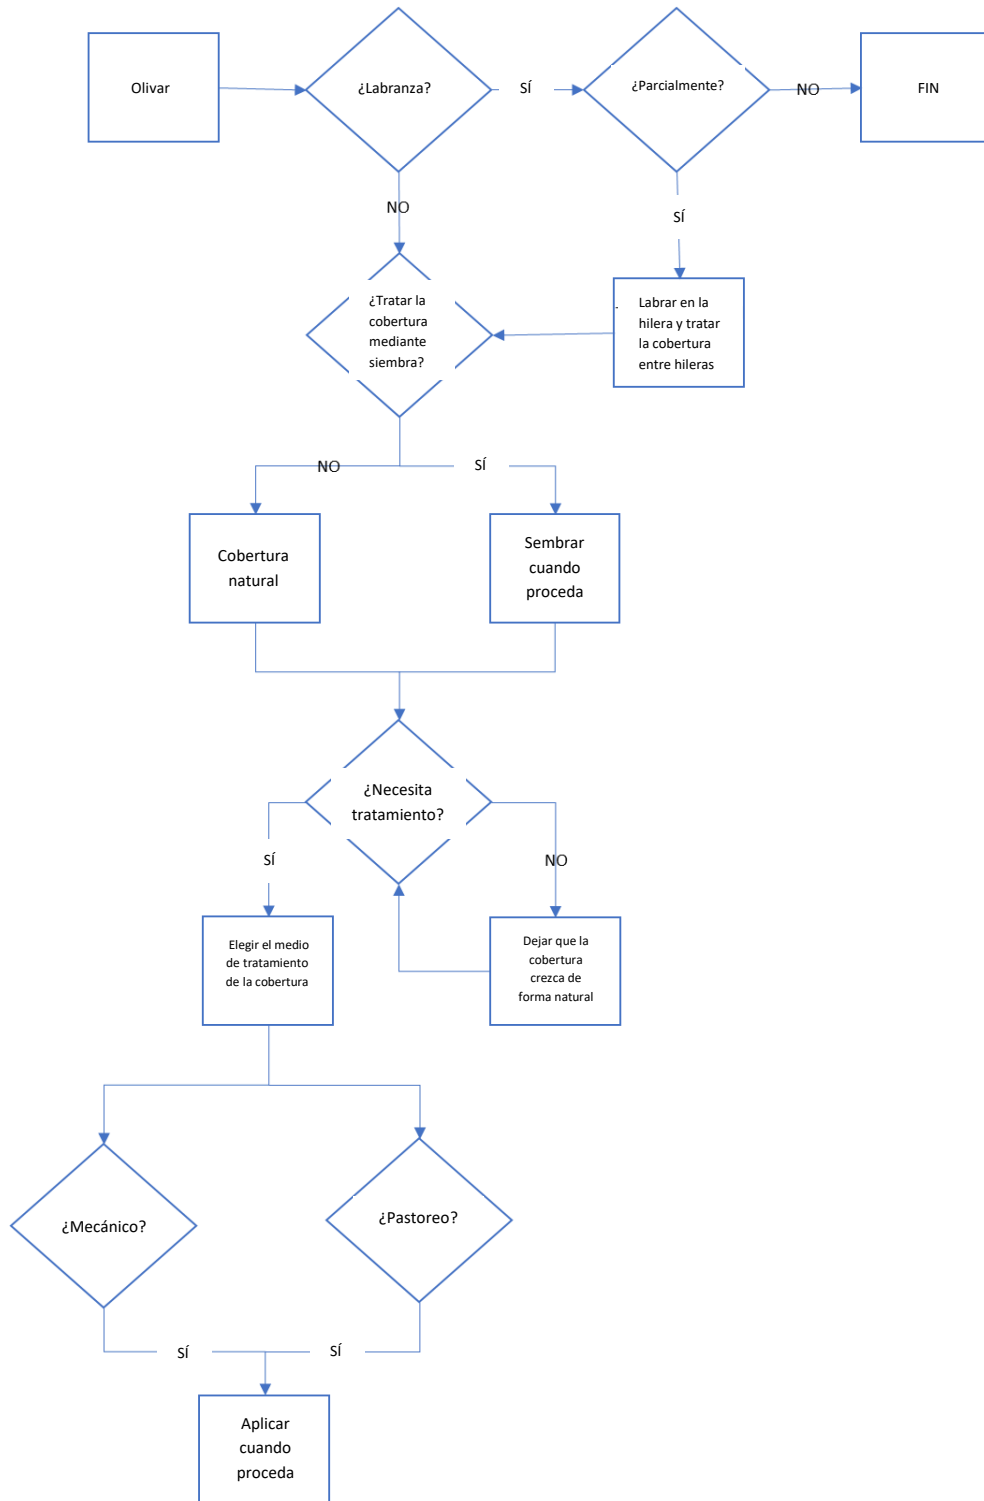 Olivar
¿Labranza?
SÍ
¿Parcialmente?
NO
FIN
NO
SÍ
¿Tratar la
cobertura
mediante
siembra?
Labrar en la
hilera y tratar
la cobertura
entre hileras
NO
SÍ
Cobertura
natural
Sembrar
cuando
proceda
¿Necesita
tratamiento?
SÍ
NO
Elegir el medio
de tratamiento
de la cobertura
Dejar que la
cobertura
crezca de
forma natural
¿Mecánico?
¿Pastoreo?
SÍ
SÍ
Aplicar
cuando
proceda